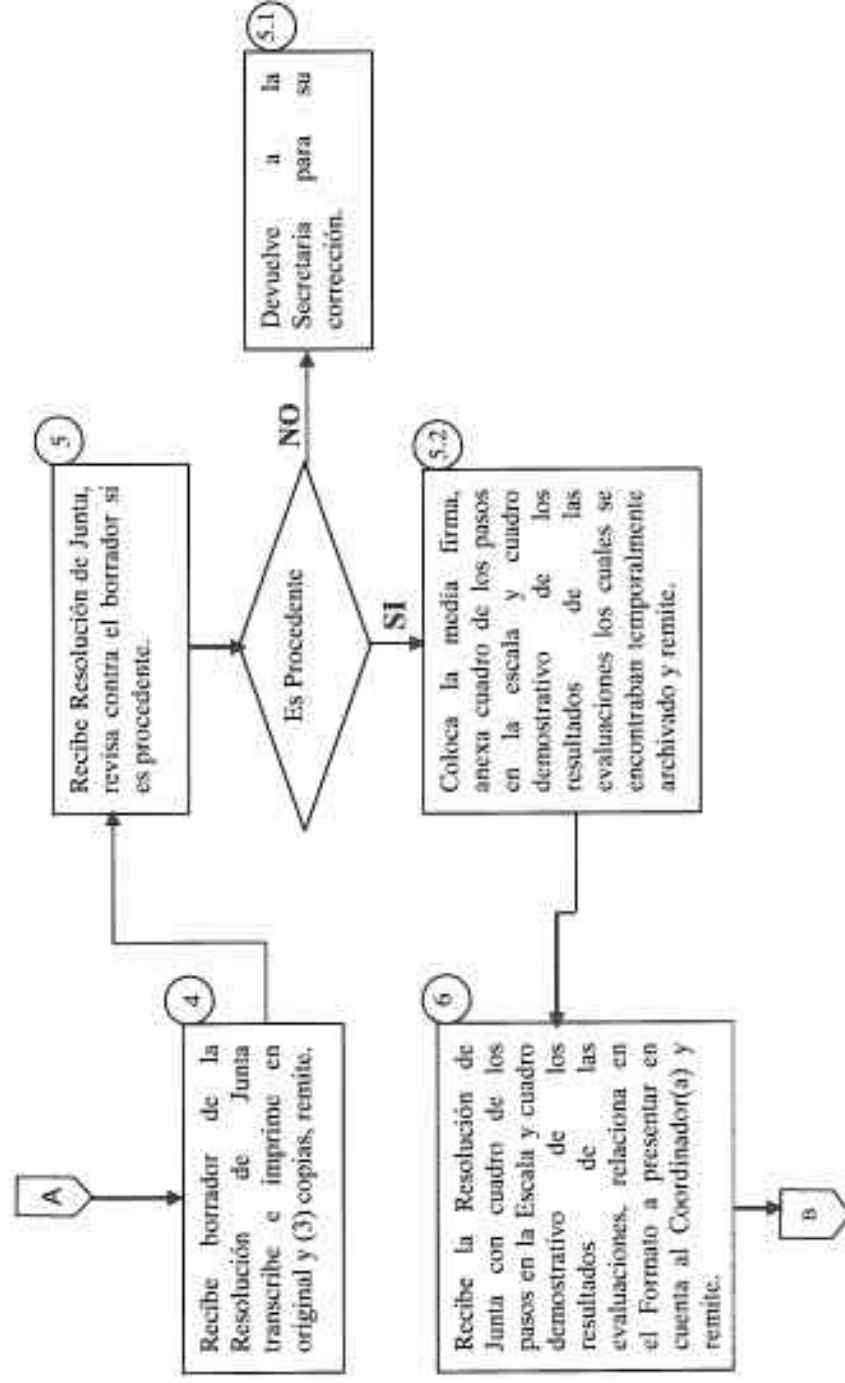 A
4
Recibe borrador de la
Resolución de Junta
transcribe e imprime en
original y (3) copias, remite.
5
Recibe Resolución de Junta,
revisa contra el borrador si
es procedente.
Es Procedente
NO
5.1
Devuelve a la
Secretaria para su
corrección.
SI
5.2
Coloca la media firma,
anexa cuadro de los pasos
en la escala y cuadro
demostrativo de los
resultados de las
evaluaciones los cuales se
encontraban temporalmente
archivado y remite.
6
Recibe la Resolución de
Junta con cuadro de los
pasos en la Escala y cuadro
demostrativo de los
resultados de las
evaluaciones, relaciona en
el Formato a presentar en
cuenta al Coordinador(a) y
remite.
B